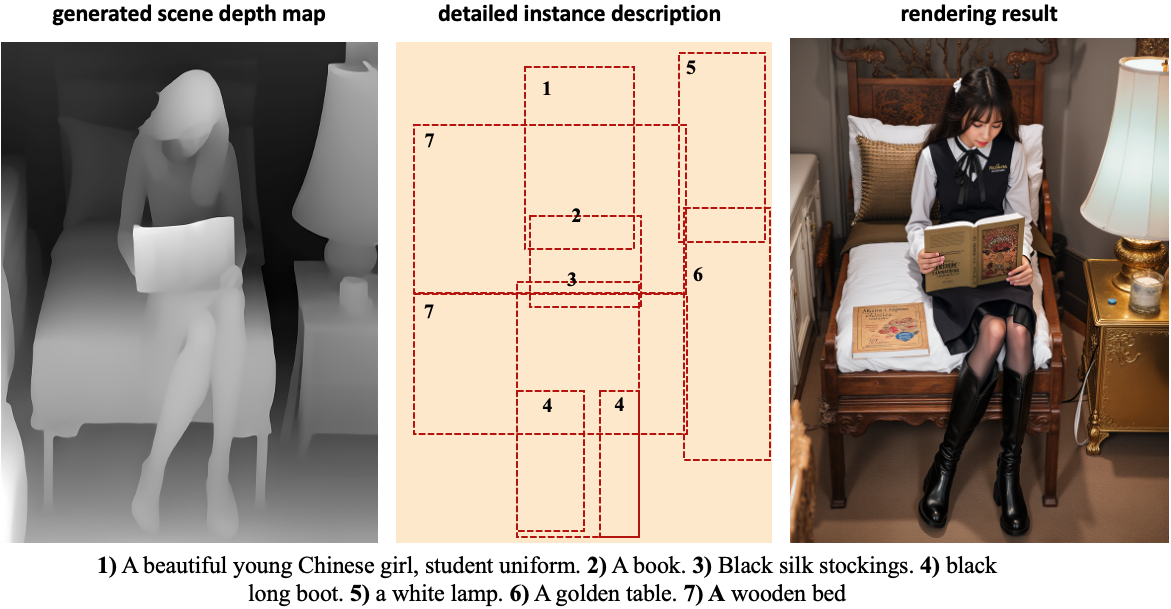 generated scene depth map
detailed instance description
rendering result
1
5
7
2
6
3
7
4
4
1) A beautiful young Chinese girl, student uniform. 2) A book. 3) Black silk stockings. 4) black
long boot. 5) a white lamp. 6) A golden table. 7) A wooden bed